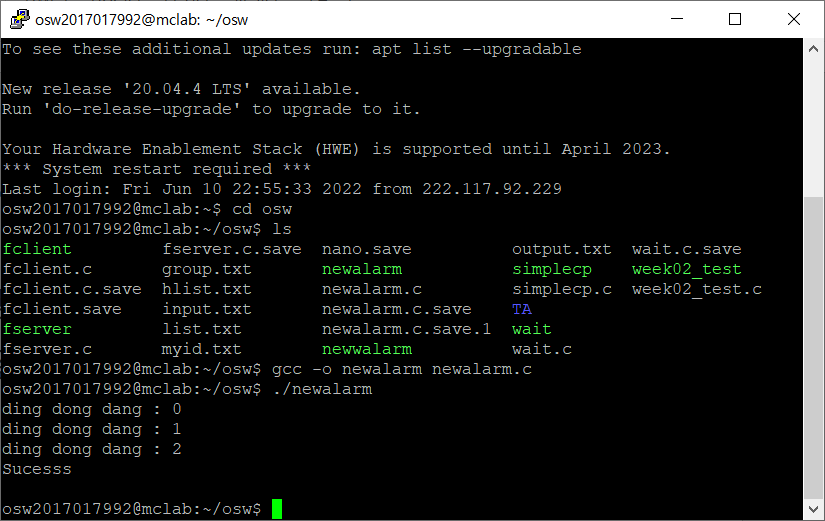 osw2017017992@mclab: ~/osw
To see these additional updates run: apt list --upgradable
New release '20.04.4 LTS' available.
Run 'do-release-upgrade' to upgrade to it.
Your Hardware Enablement Stack (HWE) is supported until April 2023.
*** System restart required ***
Last login: Fri Jun 10 22:55:33 2022 from 222.117.92.229
osw2017017992@mclab:~$ cd osw
osw2017017992@mclab:~/osw$ ls
fclient fserver.c.save nano.save output.txt wait.c.save
fclient.c group.txt newalarm simplecp week02_test
fclient.c.save hlist.txt newalarm.c simplecp.c week02_test.c
fclient.save input.txt newalarm.c.save TA
fserver list.txt newalarm.c.save.1 wait
fserver.c myid.txt newwalarm wait.c
osw2017017992@mclab:~/osw$ gcc -o newalarm newalarm.c
osw2017017992@mclab:~/osw$ ./newalarm
ding dong dang : 0
ding dong dang : 1
ding dong dang : 2
Sucesss
osw2017017992@mclab:~/osw$